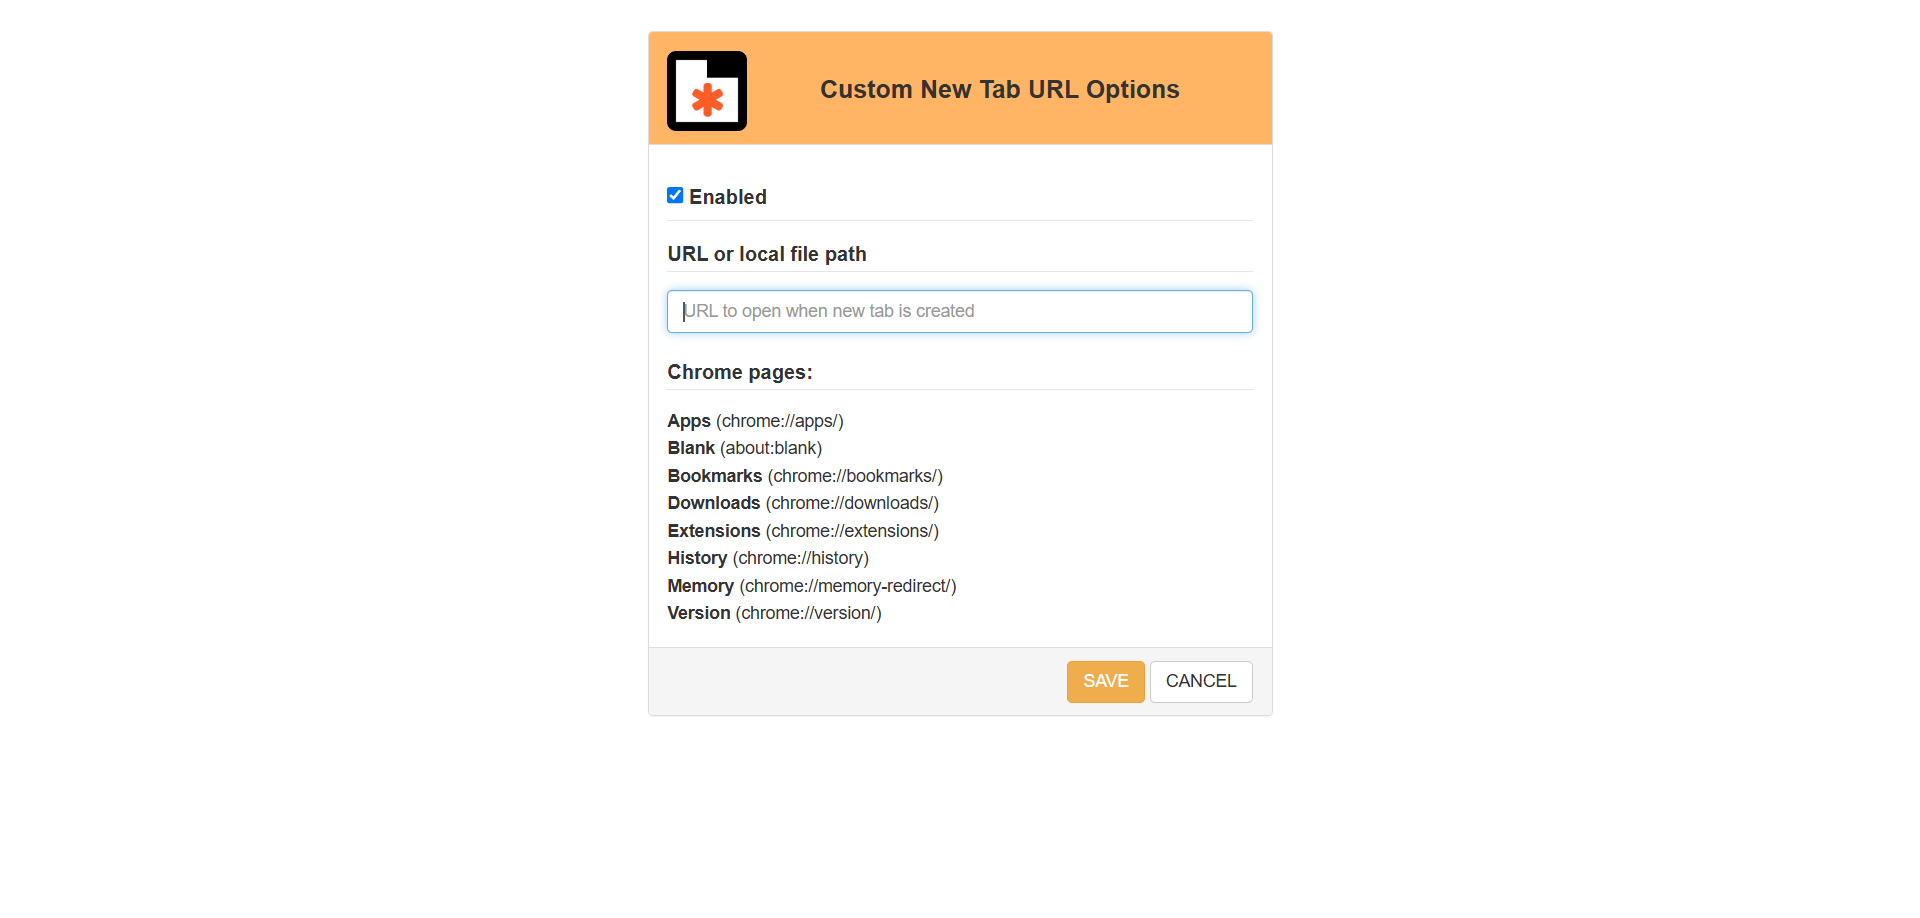 Custom New Tab URL Options
Enabled
URL or local file path
URL to open when new tab is created
Chrome pages:
Apps (chrome://apps/)
Blank (about:blank)
Bookmarks (chrome://bookmarks/)
Downloads (chrome://downloads/)
Extensions (chrome://extensions/)
History (chrome://history)
Memory (chrome://memory-redirect/)
Version (chrome://version/)
SAVE CANCEL